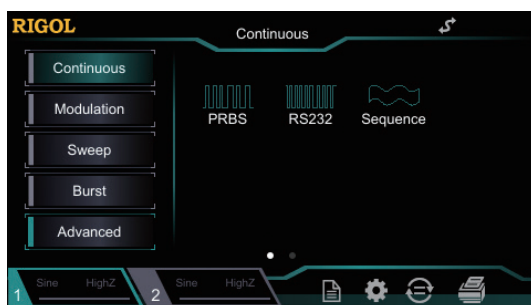 RIGOL
Continuous
Continuous
Modulation
Sweep
Burst
Advanced
PRBS RS232 Sequence
1 Sine HighZ 2 Sine HighZ